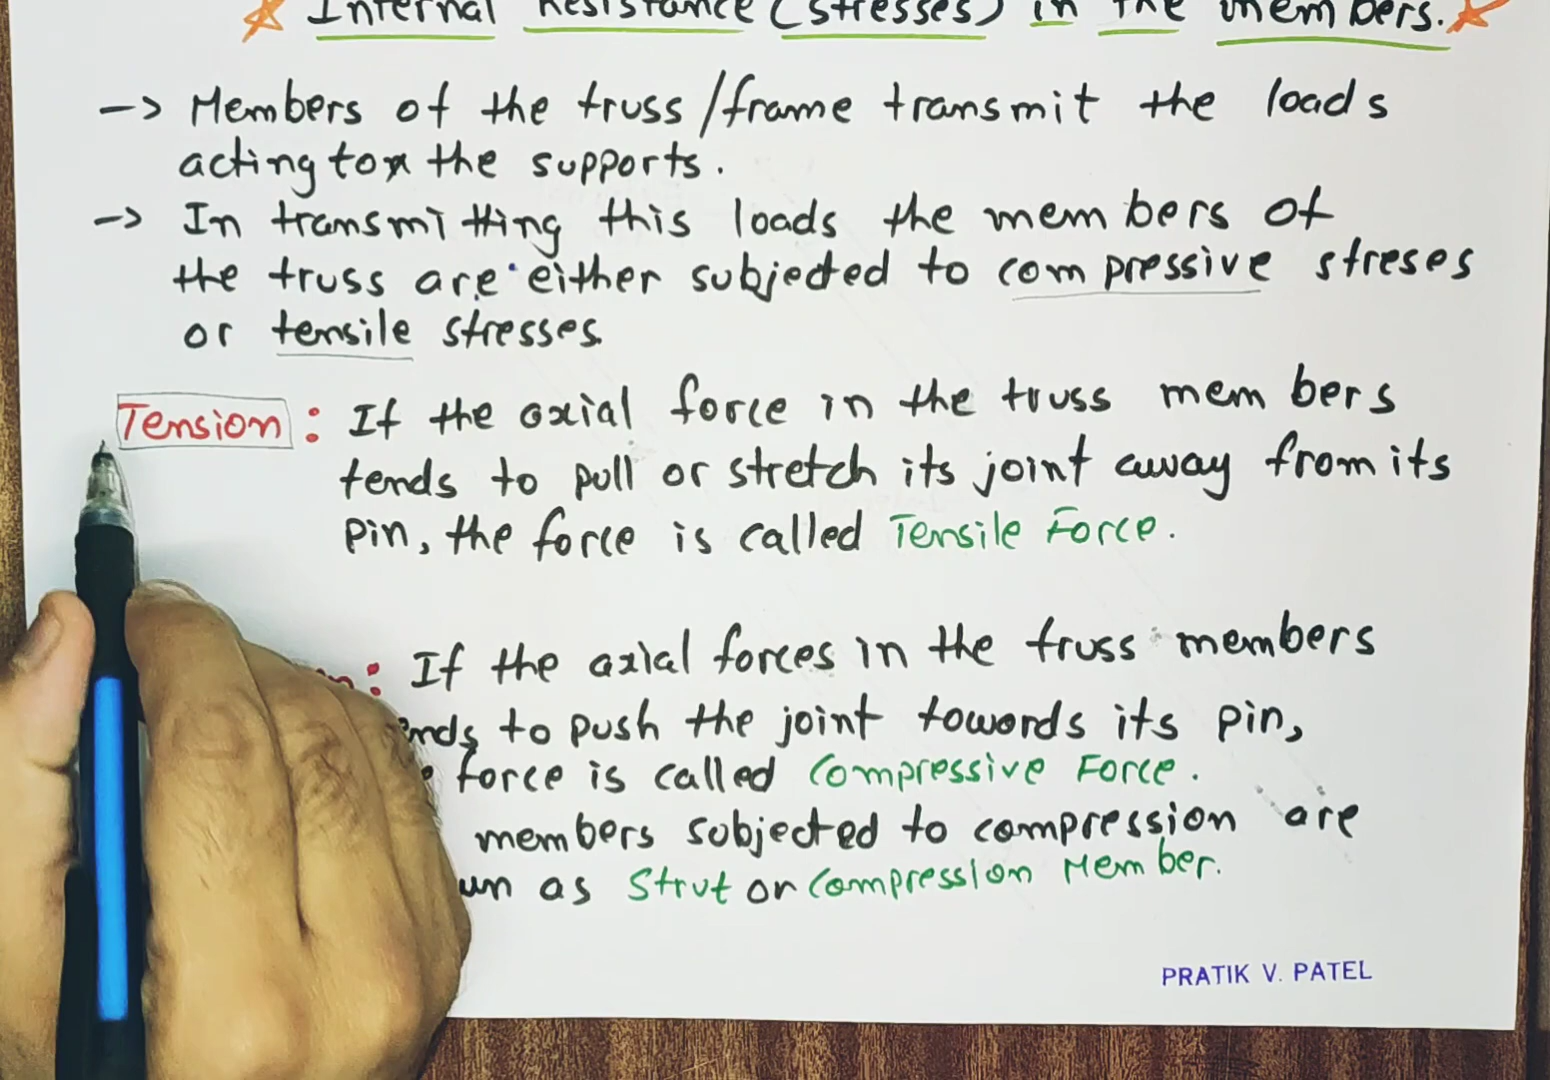 Internal Resistance (stresses) in the members.
-> Members of the truss/frame transmit the loads
acting to the supports.
-> In transmitting this loads the members of
the truss are either subjected to compressive streses
or tensile stresses.
Tension : If the axial force in the truss members
tends to pull or stretch its joint away from its
pin, the force is called Tensile Force.
: If the axial forces in the truss members
to push the joint towards its pin,
force is called Compressive Force.
members subjected to compression are
as Strut or Compression Member.
PRATIK V. PATEL